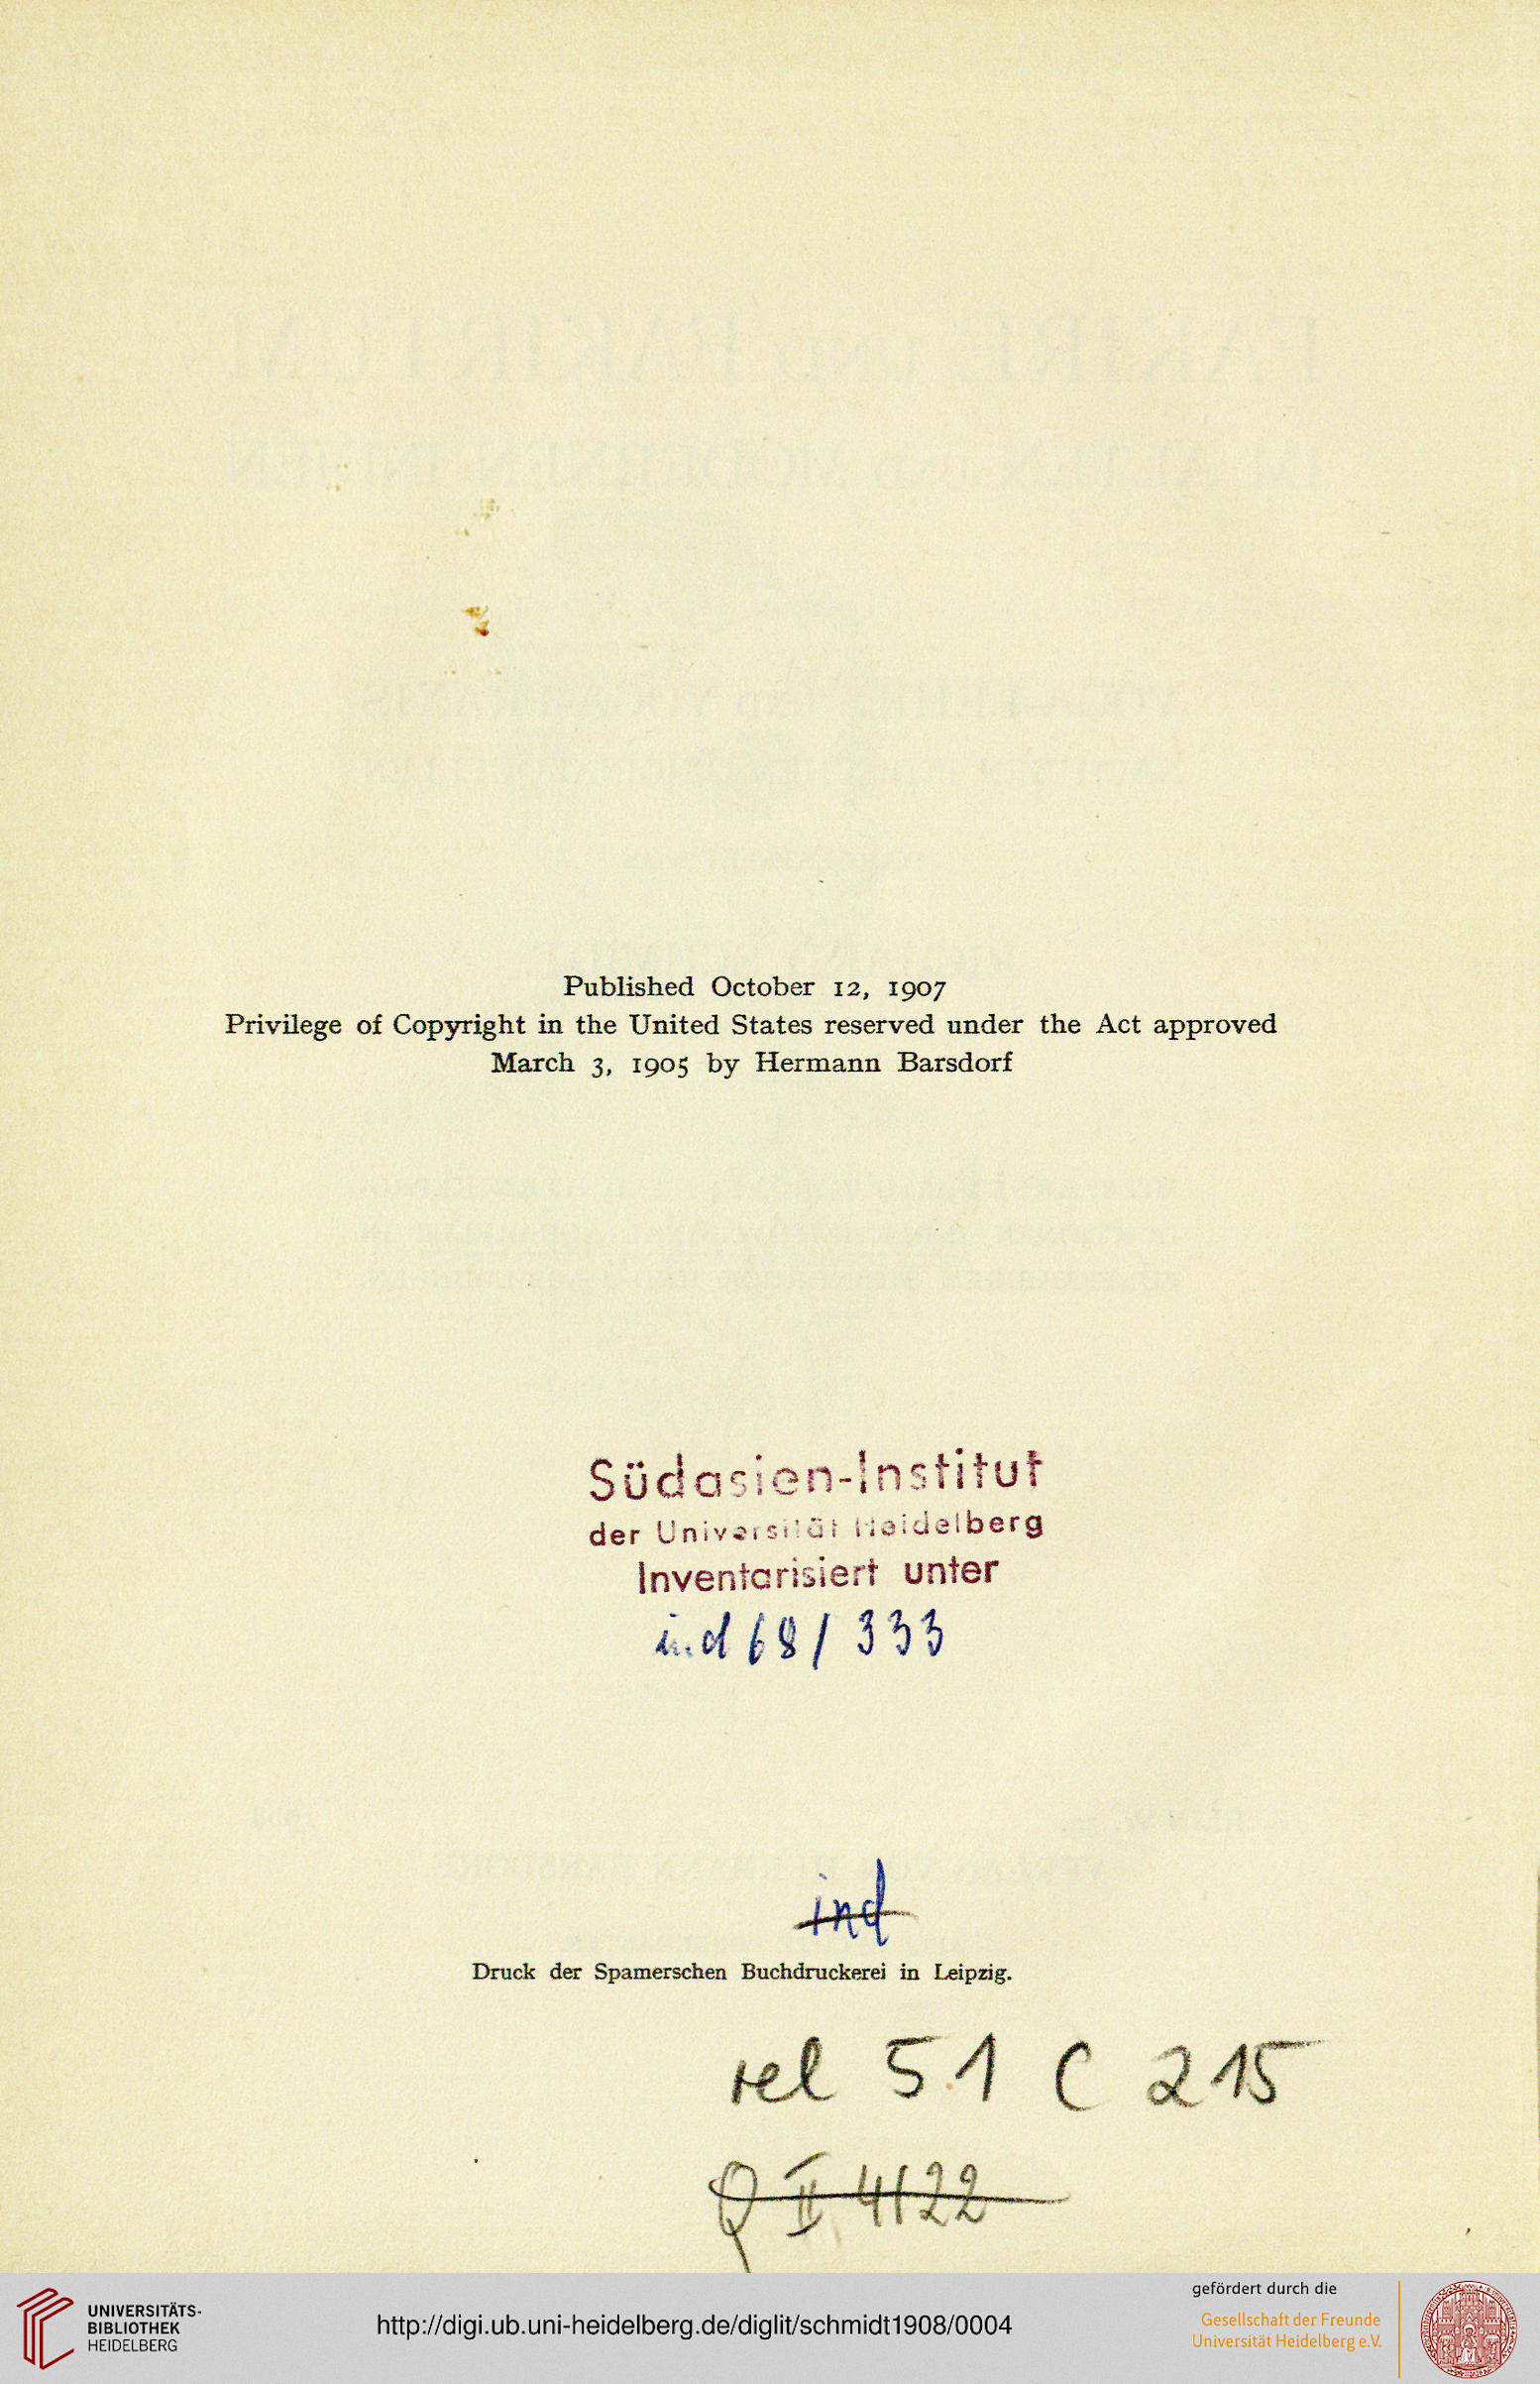 Published October 12, 1907
Privilege of Copyright in the United States reserved under the Act approved
March 3, 1905 by Hermann Barsdorf
Südasien-Institut
der Universität Heidelberg
Inventarisiert unter
ind 68 / 333
ind
Druck der Spamerschen Buchdruckerei in Leipzig.
rel 51 C 215
Q II 4122
UNIVERSITÄTS-
BIBLIOTHEK
HEIDELBERG
http://digi.ub.uni-heidelberg.de/diglit/schmidt1908/0004
gefördert durch die
Gesellschaft der Freunde
Universität Heidelberg e.V.